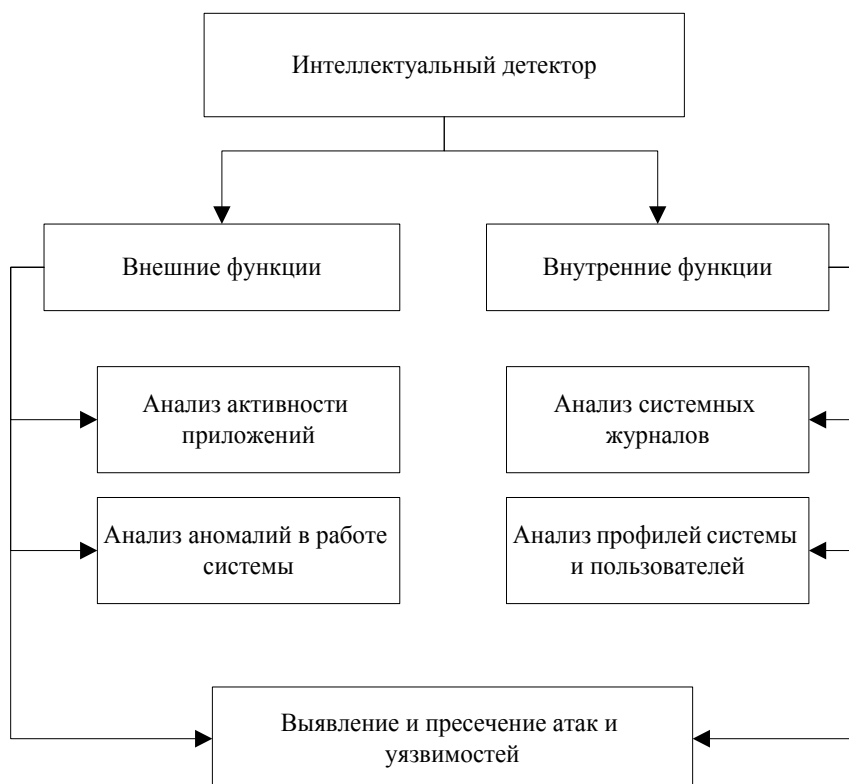 Интеллектуальный детектор
Внешние функции
Внутренние функции
Анализ активности
приложений
Анализ системных
журналов
Анализ аномалий в работе
системы
Анализ профилей системы
и пользователей
Выявление и пресечение атак и
уязвимостей